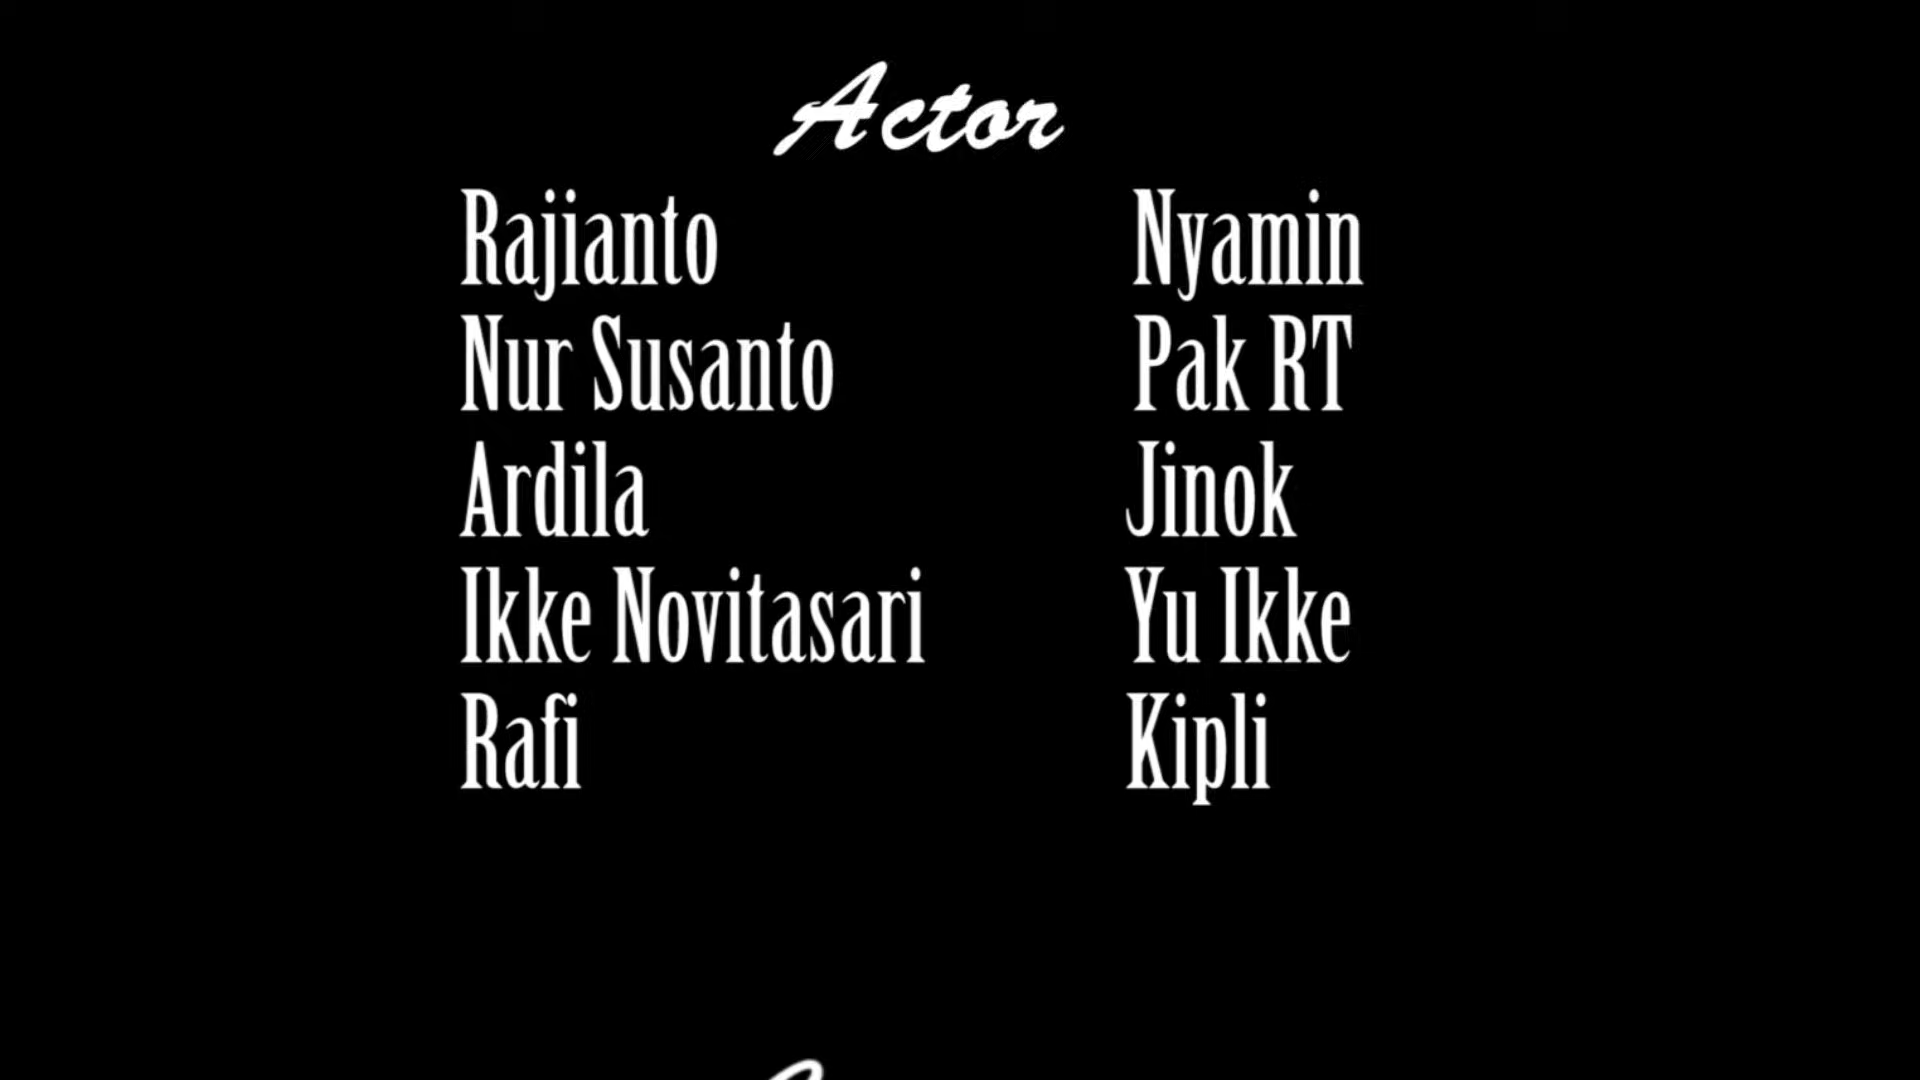 Actor
Rajianto Nyamin
Nur Susanto Pak RT
Ardila Jinok
Ikke Novitasari Yu Ikke
Rafi Kipli